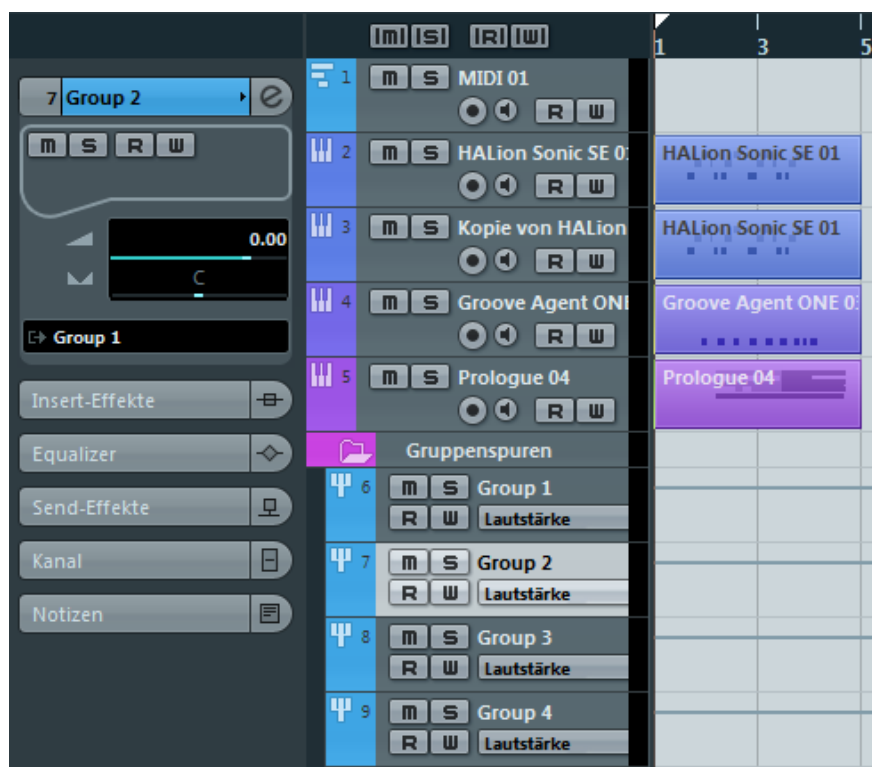 m S R W
1 3 5
7 Group 2 e
m S R W
0.00
C
Group 1
Insert-Effekte
Equalizer
Send-Effekte
Kanal
Notizen
1 m S MIDI 01
R W
2 m S HALion Sonic SE 0
R W
3 m S Kopie von HALion
R W
4 m S Groove Agent ONE
R W
5 m S Prologue 04
R W
Gruppenspuren
6 m S Group 1
R W Lautstärke
7 m S Group 2
R W Lautstärke
8 m S Group 3
R W Lautstärke
9 m S Group 4
R W Lautstärke
HALion Sonic SE 01
HALion Sonic SE 01
Groove Agent ONE 0
Prologue 04